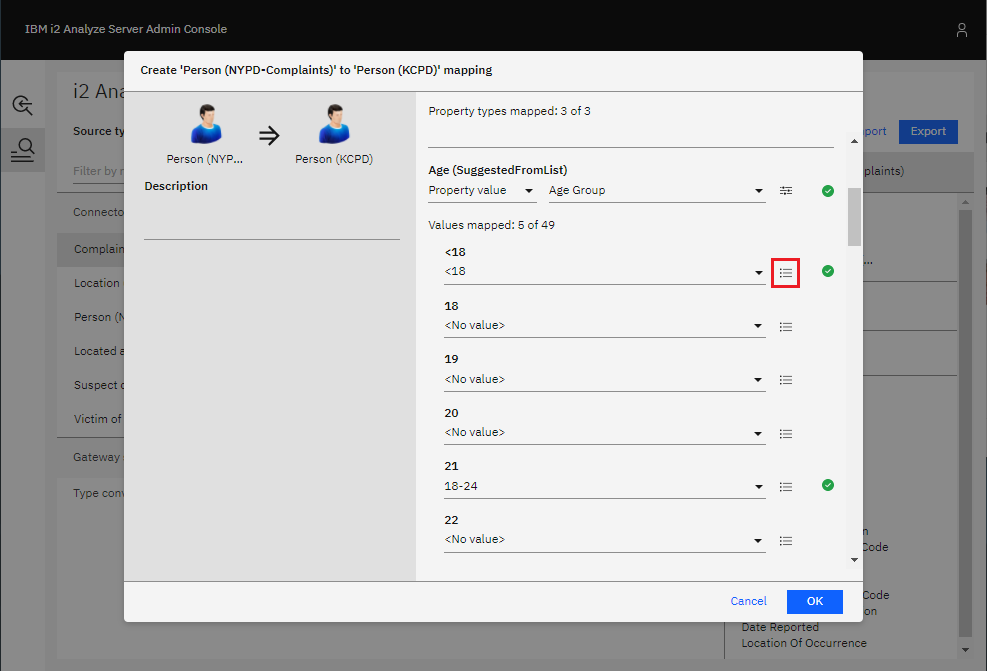 IBM i2 Analyze Server Admin Console
Create 'Person (NYPD-Complaints)' to 'Person (KCPD)' mapping
i2 Ana
Source ty
port
Export
Filter by
plaints)
Connecto
Complain
Location
Person (N
Located a
Suspect
Victim of
Gateway
Type conv
Person (NYP...
Person (KCPD)
Description
Property types mapped: 3 of 3
Age (SuggestedFromList)
Property value
Age Group
Values mapped: 5 of 49
<18
<18
18
<No value>
19
<No value>
20
<No value>
21
18-24
22
<No value>
...
Code
Code
on
Cancel
OK
Date Reported
Location Of Occurrence